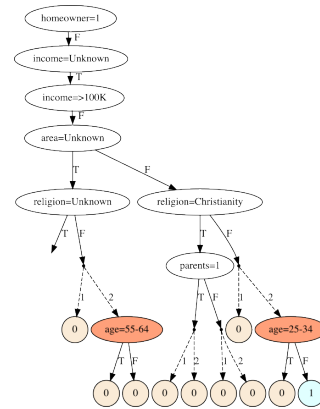 homeowner=1
F
income=Unknown
T
income=>100K
F
area=Unknown
T F
religion=Unknown religion=Christianity
T F T F
parents=1
1 2 T F 1 2
0 age=55-64 0 age=25-34
T F 1 2 1 2 T F
0 0 0 0 0 0 0 1